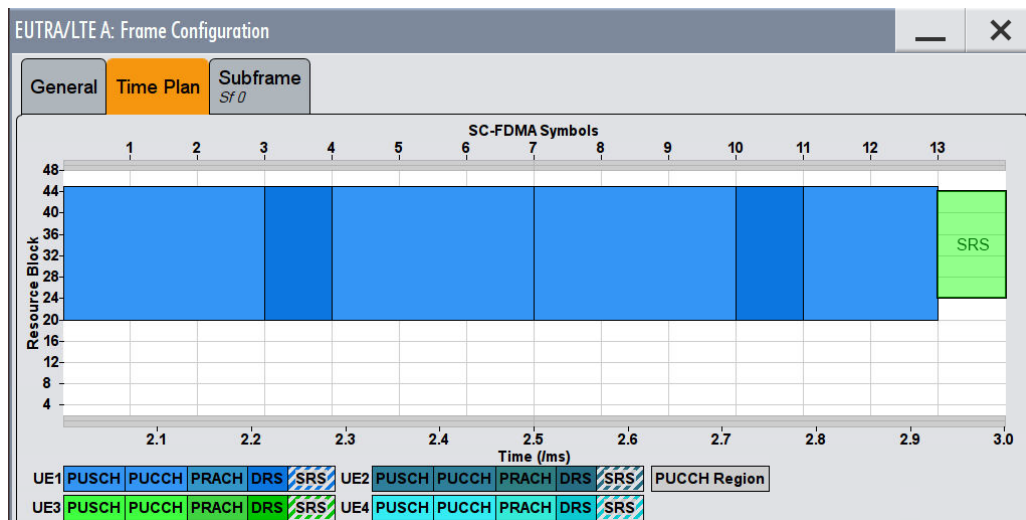 EUTRA/LTE A: Frame Configuration
General Time Plan Subframe
Sf 0
SC-FDMA Symbols
1 2 3 4 5 6 7 8 9 10 11 12 13
Resource Block
48
44
40
36
32
28
24
20
16
12
8
4
SRS
2.1 2.2 2.3 2.4 2.5 2.6 2.7 2.8 2.9 3.0
Time (/ms)
UE1 PUSCH PUCCH PRACH DRS SRS UE2 PUSCH PUCCH PRACH DRS SRS PUCCH Region
UE3 PUSCH PUCCH PRACH DRS SRS UE4 PUSCH PUCCH PRACH DRS SRS